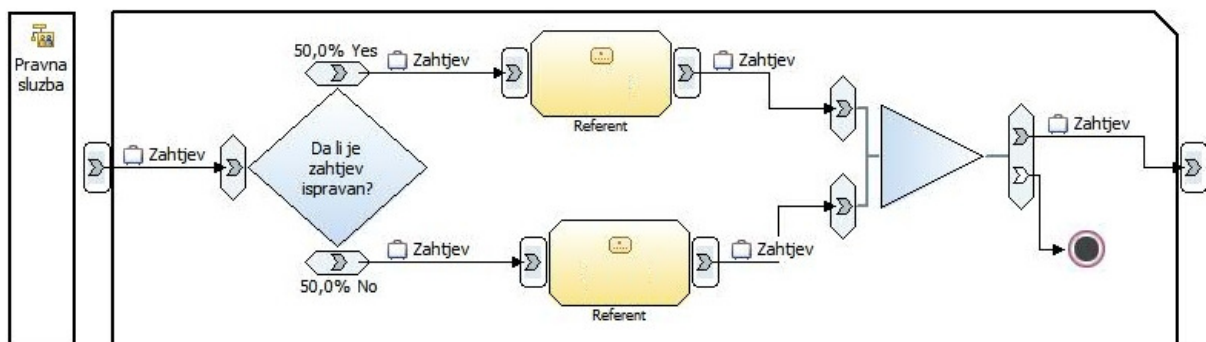 Pravna
sluzba
Zahtjev
50,0% Yes
Da li je
zahtjev
ispravan?
50,0% No
Zahtjev
Referent
Zahtjev
Zahtjev
Referent
Zahtjev
Zahtjev